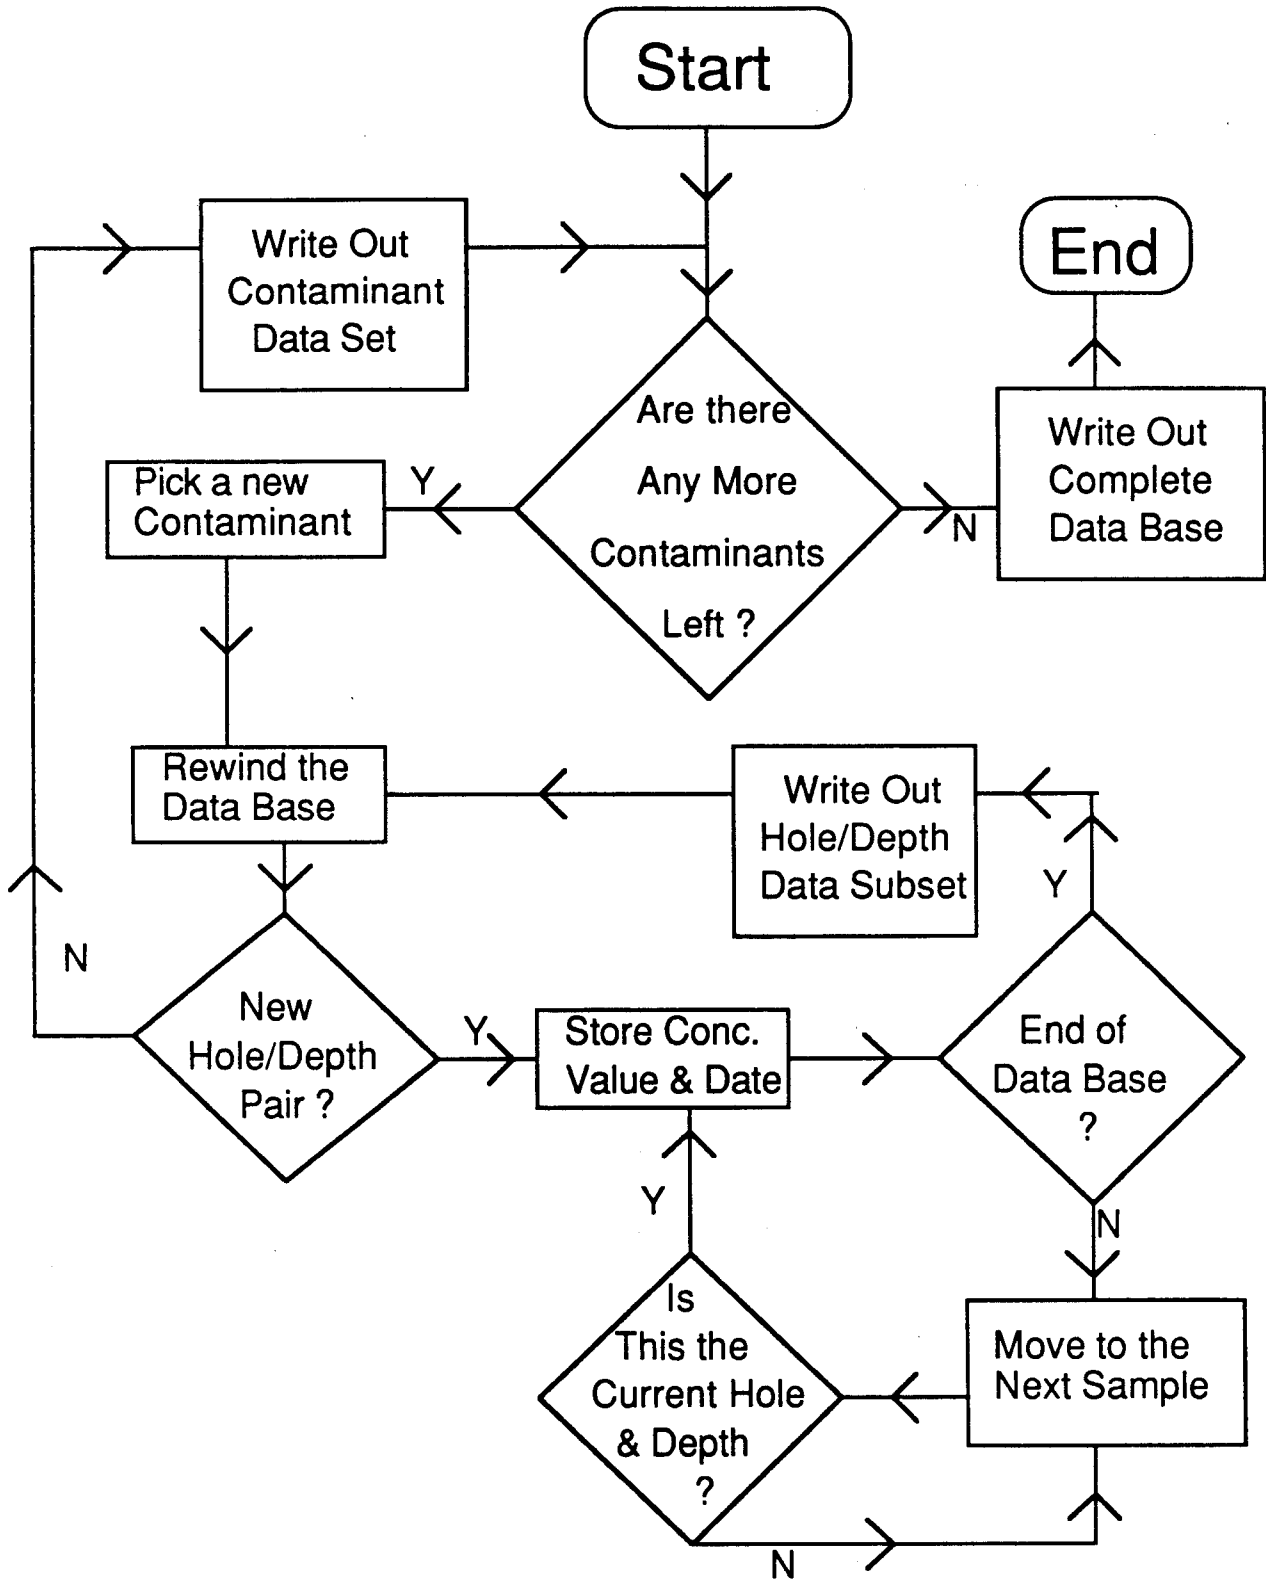 Start
Write Out
Contaminant
Data Set
End
Are there
Any More
Contaminants
Left ?
Y
N
Write Out
Complete
Data Base
Pick a new
Contaminant
Rewind the
Data Base
Write Out
Hole/Depth
Data Subset
Y
N
New
Hole/Depth
Pair ?
Y
Store Conc.
Value & Date
End of
Data Base
?
N
Y
Is
This the
Current Hole
& Depth
?
Move to the
Next Sample
N